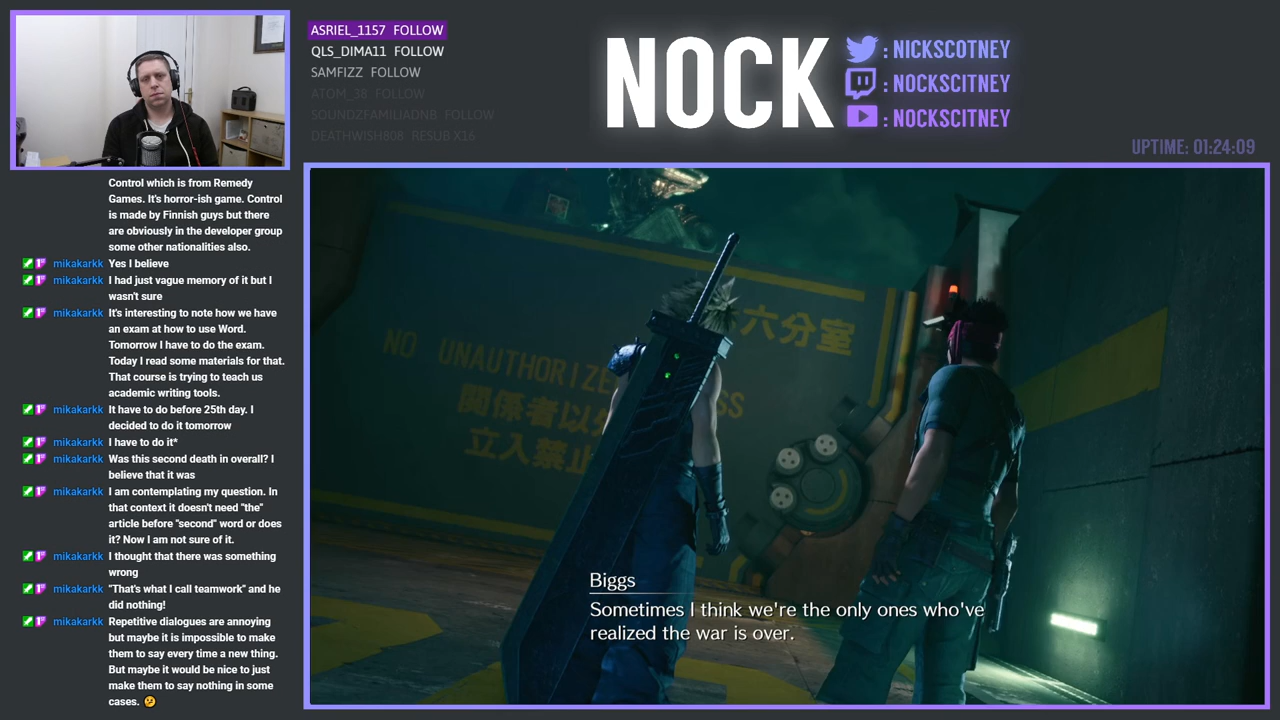 ASRIEL_1157 FOLLOW
QLS_DIMA11 FOLLOW
SAMFIZZ FOLLOW
ATOM_38 FOLLOW
SOUNDZFAMILIADNB FOLLOW
DEATHWISH808 RESUB X16
NOCK
: NICKSCOTNEY
: NOCKSCITNEY
: NOCKSCITNEY
UPTIME: 01:24:09
Control which is from Remedy
Games. It's horror-ish game. Control
is made by Finnish guys but there
are obviously in the developer group
some other nationalities also.
mikakarkk Yes I believe
mikakarkk I had just vague memory of it but I
wasn't sure
mikakarkk It's interesting to note how we have
an exam at how to use Word.
Tomorrow I have to do the exam.
Today I read some materials for that.
That course is trying to teach us
academic writing tools.
mikakarkk It have to do before 25th day. I
decided to do it tomorrow
mikakarkk I have to do it*
mikakarkk Was this second death in overall? I
believe that it was
mikakarkk I am contemplating my question. In
that context it doesn't need "the"
article before "second" word or does
it? Now I am not sure of it.
mikakarkk I thought that there was something
wrong
mikakarkk "That's what I call teamwork" and he
did nothing!
mikakarkk Repetitive dialogues are annoying
but maybe it is impossible to make
them to say every time a new thing.
But maybe it would be nice to just
make them to say nothing in some
cases. 🤔
六分室
NO UNAUTHORIZE SS
関係者以
立入禁止
Biggs
Sometimes I think we're the only ones who've
realized the war is over.